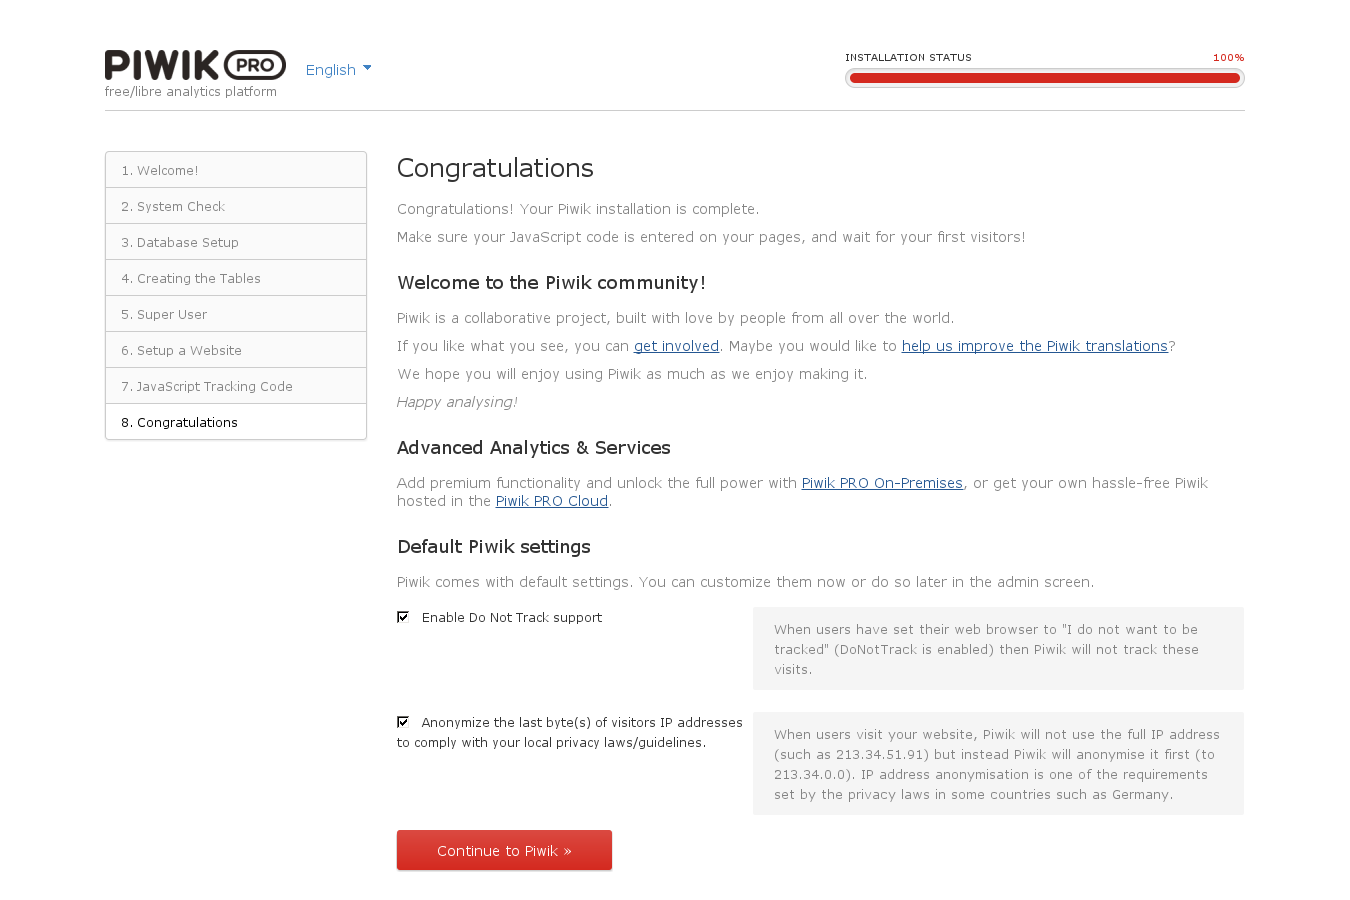 PIWIK PRO
free/libre analytics platform
English
INSTALLATION STATUS 100%
1. Welcome!
2. System Check
3. Database Setup
4. Creating the Tables
5. Super User
6. Setup a Website
7. JavaScript Tracking Code
8. Congratulations
Congratulations
Congratulations! Your Piwik installation is complete.
Make sure your JavaScript code is entered on your pages, and wait for your first visitors!
Welcome to the Piwik community!
Piwik is a collaborative project, built with love by people from all over the world.
If you like what you see, you can get involved. Maybe you would like to help us improve the Piwik translations?
We hope you will enjoy using Piwik as much as we enjoy making it.
Happy analysing!
Advanced Analytics & Services
Add premium functionality and unlock the full power with Piwik PRO On-Premises, or get your own hassle-free Piwik
hosted in the Piwik PRO Cloud.
Default Piwik settings
Piwik comes with default settings. You can customize them now or do so later in the admin screen.
Enable Do Not Track support
When users have set their web browser to "I do not want to be
tracked" (DoNotTrack is enabled) then Piwik will not track these
visits.
Anonymize the last byte(s) of visitors IP addresses
to comply with your local privacy laws/guidelines.
When users visit your website, Piwik will not use the full IP address
(such as 213.34.51.91) but instead Piwik will anonymise it first (to
213.34.0.0). IP address anonymisation is one of the requirements
set by the privacy laws in some countries such as Germany.
Continue to Piwik »